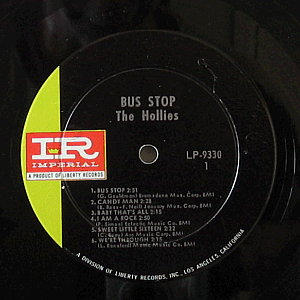 BUS STOP
The Hollies
IR
IMPERIAL
A PRODUCT OF LIBERTY RECORDS
LP-9330
1
1. BUS STOP 2:51
2. CANDY MAN 2:28
3. BABY THAT'S ALL 2:15
4. I AM A ROCK 2:50
5. SWEET LITTLE SIXTEEN 2:22
6. WE'RE THROUGH 2:15
A DIVISION OF LIBERTY RECORDS, INC., LOS ANGELES, CALIFORNIA